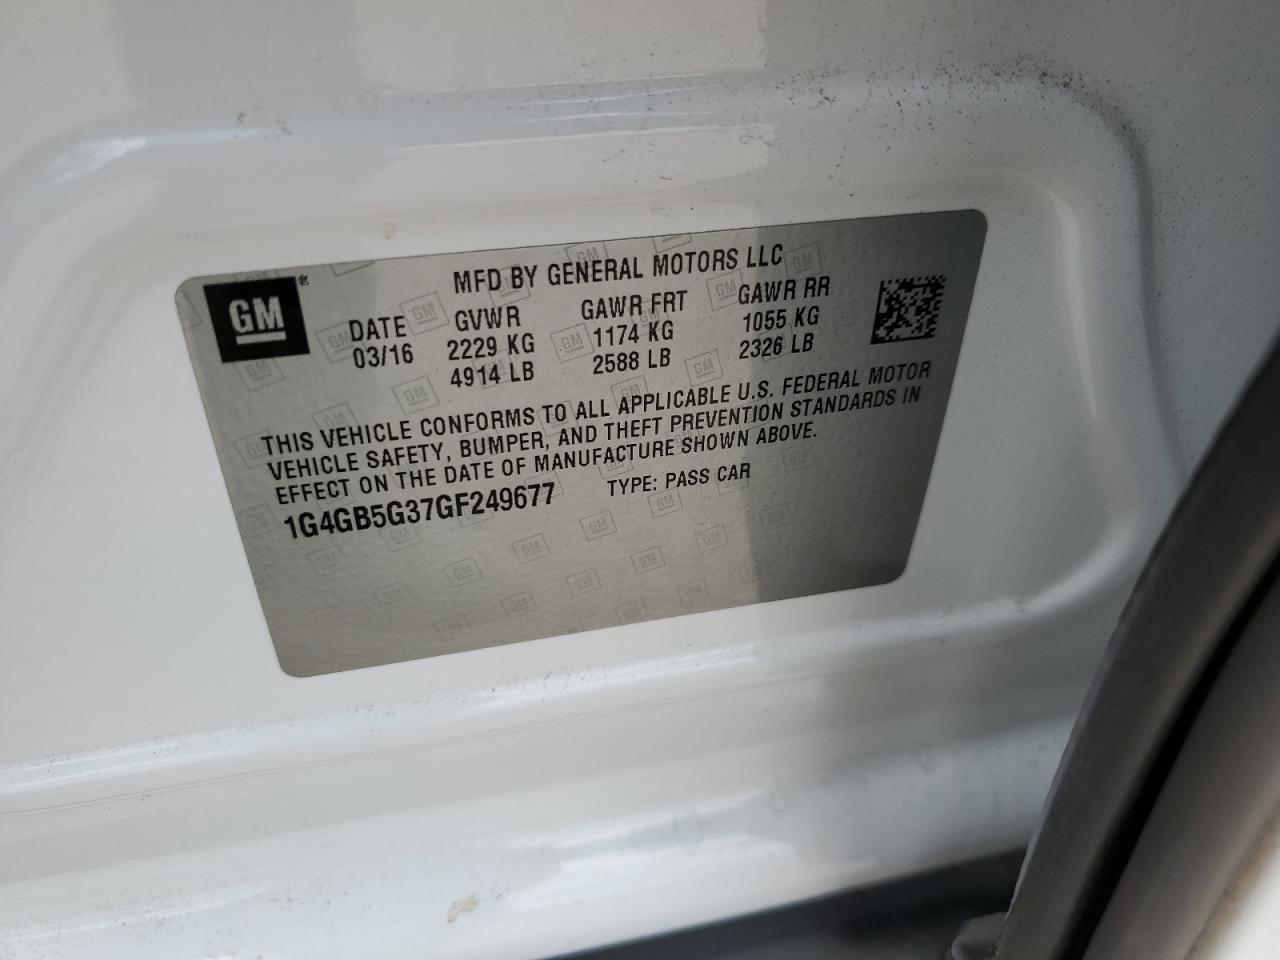 MFD BY GENERAL MOTORS LLC
GM®
DATE GVWR GAWR FRT GAWR RR
03/16 2229 KG 1174 KG 1055 KG
4914 LB 2588 LB 2326 LB
THIS VEHICLE CONFORMS TO ALL APPLICABLE U.S. FEDERAL MOTOR
VEHICLE SAFETY, BUMPER, AND THEFT PREVENTION STANDARDS IN
EFFECT ON THE DATE OF MANUFACTURE SHOWN ABOVE.
1G4GB5G37GF249677 TYPE: PASS CAR